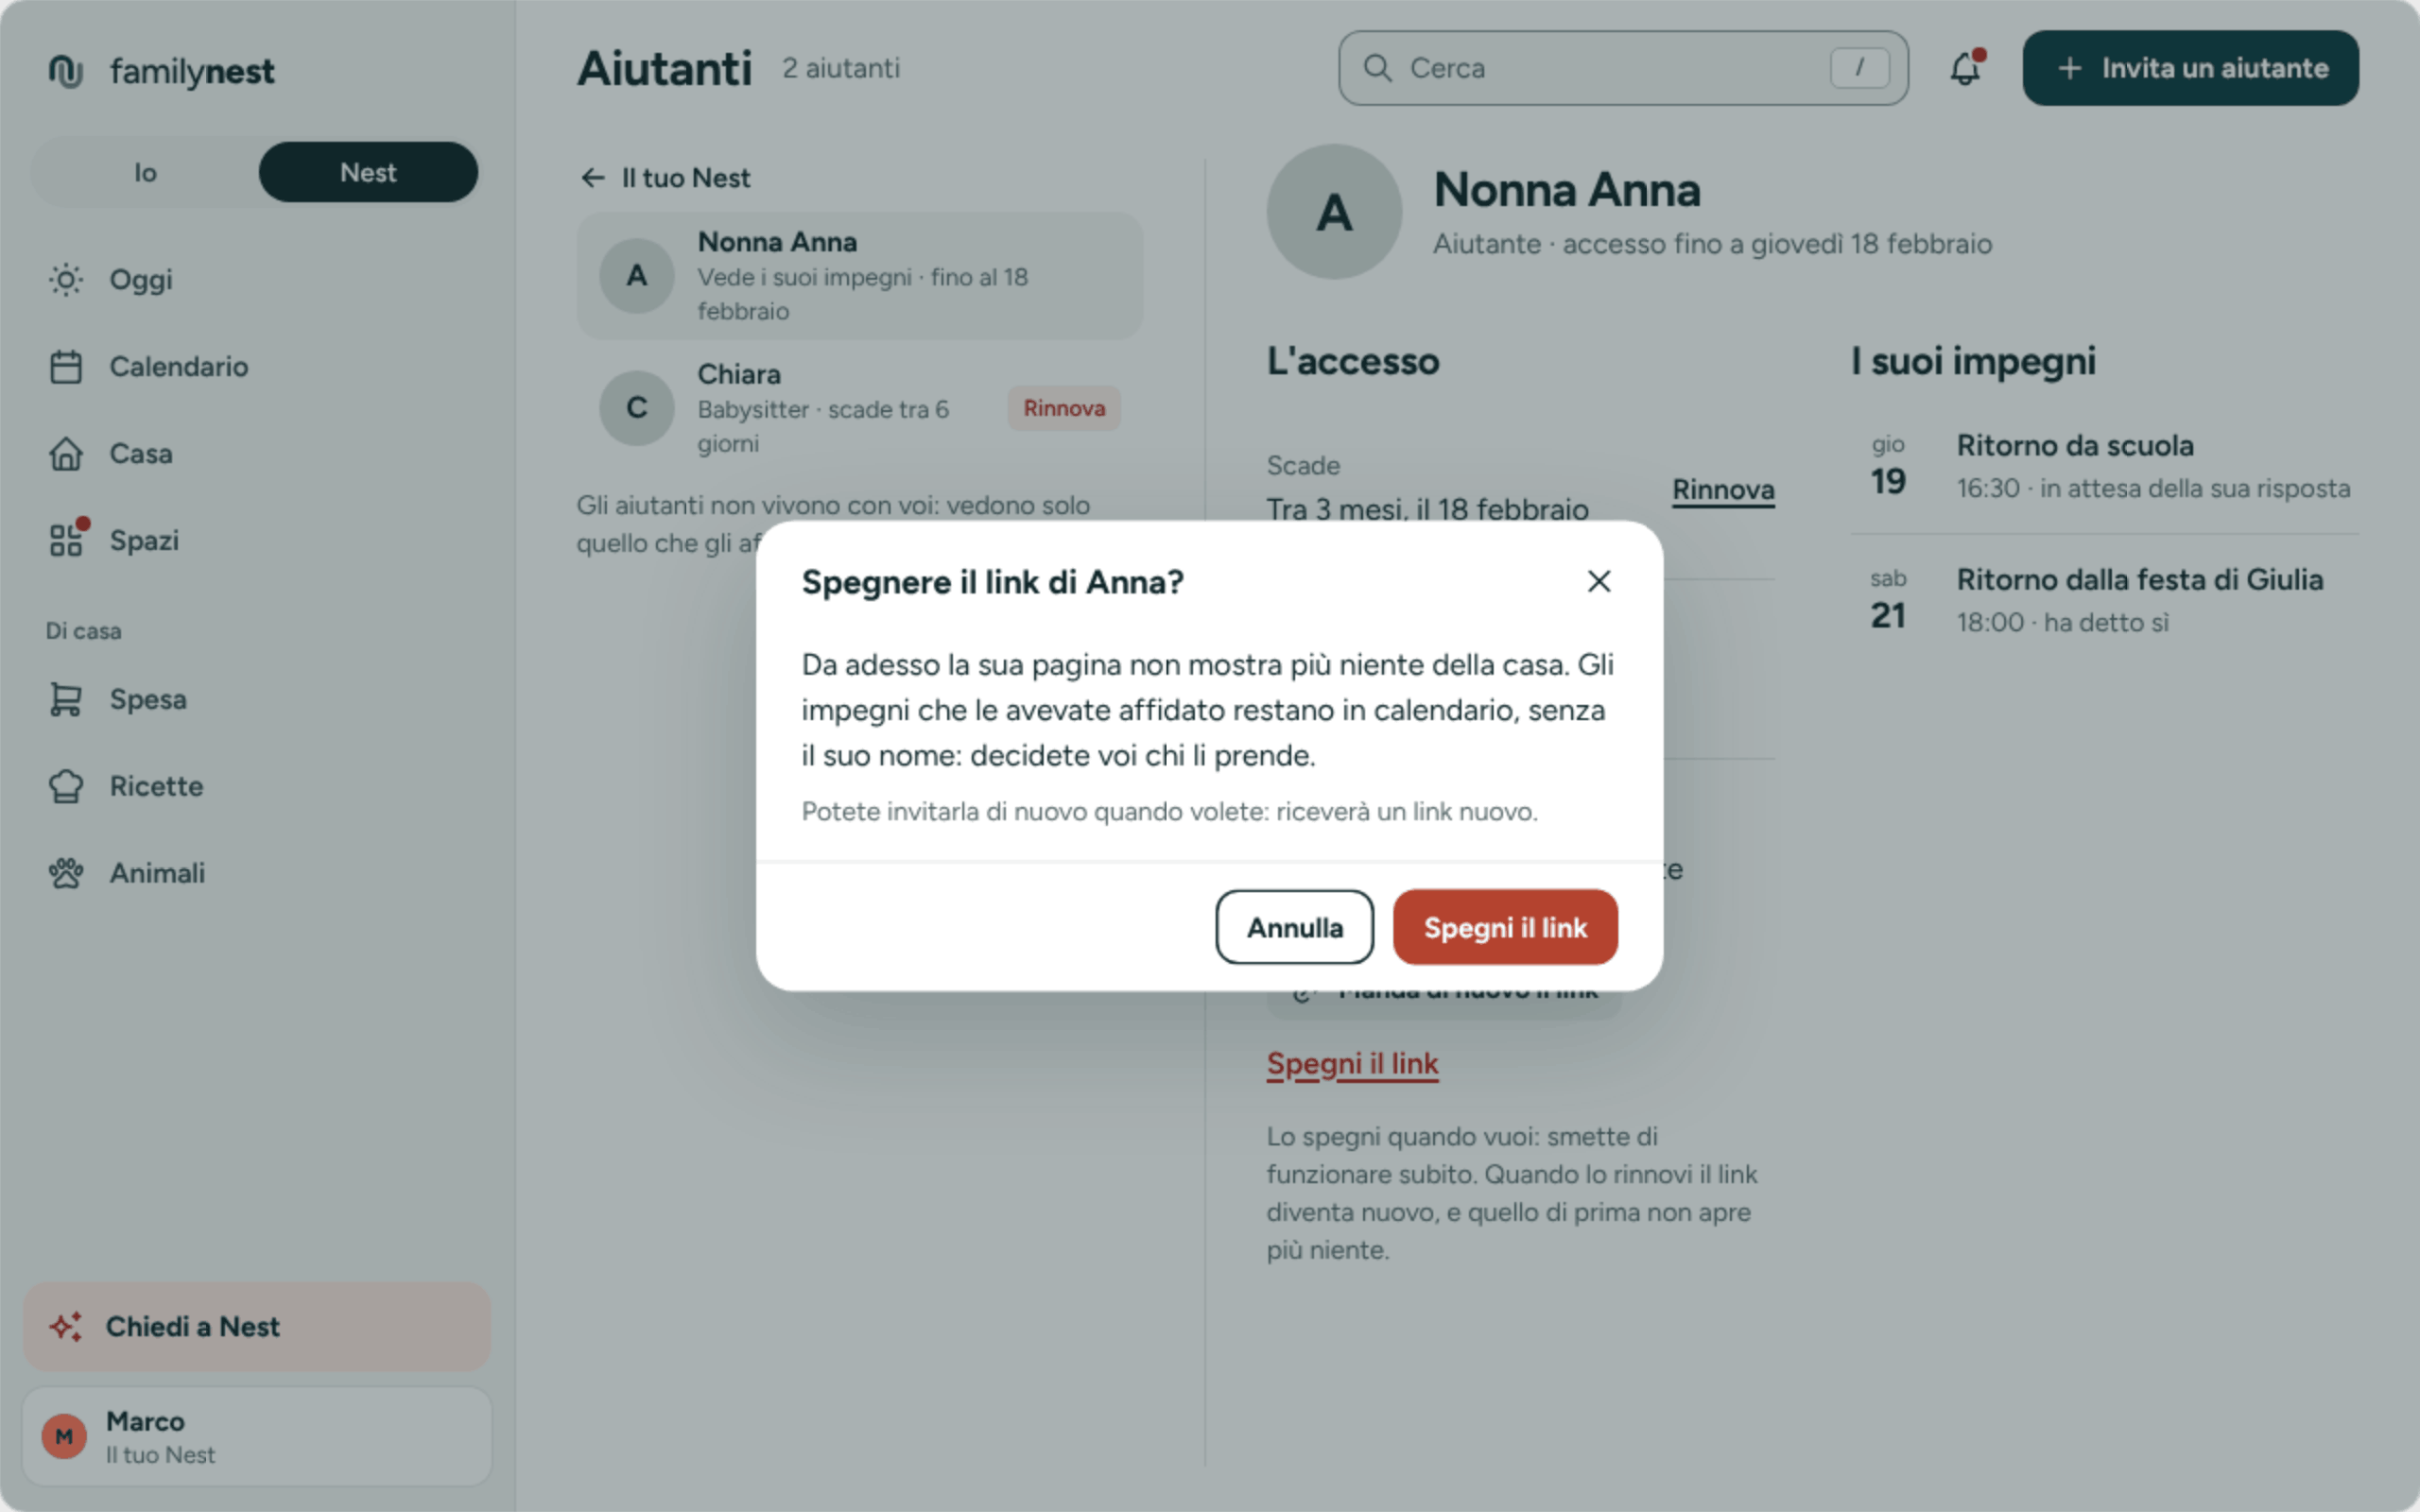 familynest
Io
Nest
Oggi
Calendario
Casa
Spazi
Di casa
Spesa
Ricette
Animali
Chiedi a Nest
M
Marco
Il tuo Nest
Aiutanti
2 aiutanti
Cerca
/
+ Invita un aiutante
← Il tuo Nest
A
Nonna Anna
Vede i suoi impegni · fino al 18
febbraio
C
Chiara
Babysitter · scade tra 6
giorni
Rinnova
Gli aiutanti non vivono con voi: vedono solo
quello che gli
A
Nonna Anna
Aiutante · accesso fino a giovedì 18 febbraio
L'accesso
Scade
Tra 3 mesi, il 18 febbraio
Rinnova
Manda di nuovo il link
Spegni il link
Lo spegni quando vuoi: smette di
funzionare subito. Quando lo rinnovi il link
diventa nuovo, e quello di prima non apre
più niente.
I suoi impegni
gio
19
Ritorno da scuola
16:30 · in attesa della sua risposta
sab
21
Ritorno dalla festa di Giulia
18:00 · ha detto sì
Spegnere il link di Anna?
Da adesso la sua pagina non mostra più niente della casa. Gli
impegni che le avevate affidato restano in calendario, senza
il suo nome: decidete voi chi li prende.
Potete invitarla di nuovo quando volete: riceverà un link nuovo.
Annulla
Spegni il link